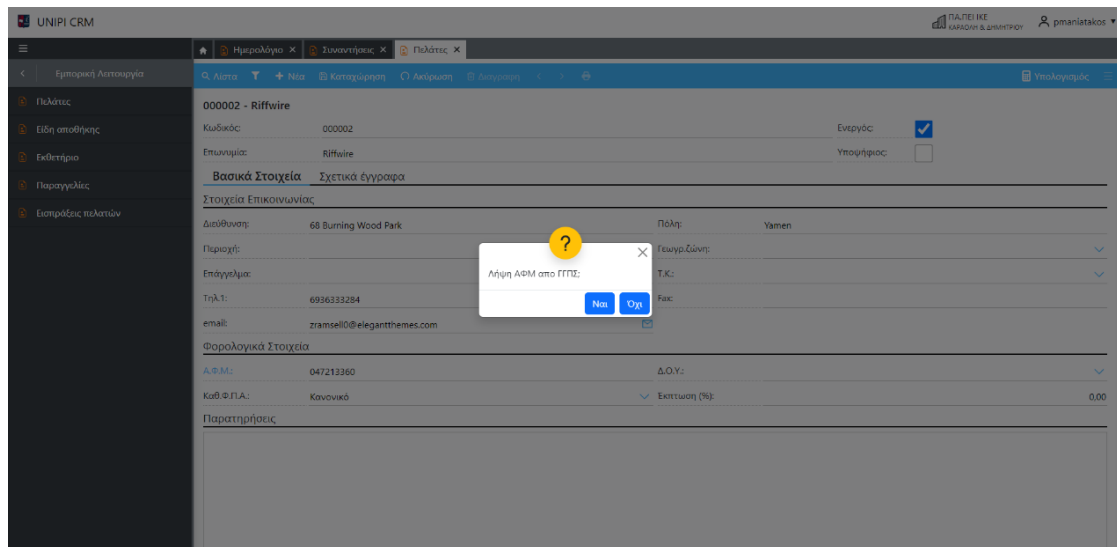 UNIPI CRM
ΠΑ.ΠΕΙ ΙΚΕ
ΚΑΡΑΟΛΗ & ΔΗΜΗΤΡΙΟΥ
pmaniatakos
Ημερολόγιο Συναντήσεις Πελάτες
Εμπορική Λειτουργία
Λίστα Νέα Καταχώρηση Ακύρωση Διαγραφή Υπολογισμός
Πελάτες
Είδη αποθήκης
Εκθετήριο
Παραγγελίες
Εισπράξεις πελατών
000002 - Riffwire
Κωδικός: 000002 Ενεργός:
Επωνυμία: Riffwire Υποψήφιος:
Βασικά Στοιχεία Σχετικά έγγραφα
Στοιχεία Επικοινωνίας
Διεύθυνση: 68 Burning Wood Park Πόλη: Yamen
Περιοχή: Γεωγρ.ζώνη:
Επάγγελμα: Τ.Κ.:
Τηλ.1: 6936333284 Fax:
email: zramsell0@elegantthemes.com
?
Λήψη ΑΦΜ απο ΓΓΠΣ;
Ναι Όχι
Φορολογικά Στοιχεία
Α.Φ.Μ.: 047213360 Δ.Ο.Υ.:
Καθ.Φ.Π.Α.: Κανονικό Έκπτωση (%): 0,00
Παρατηρήσεις